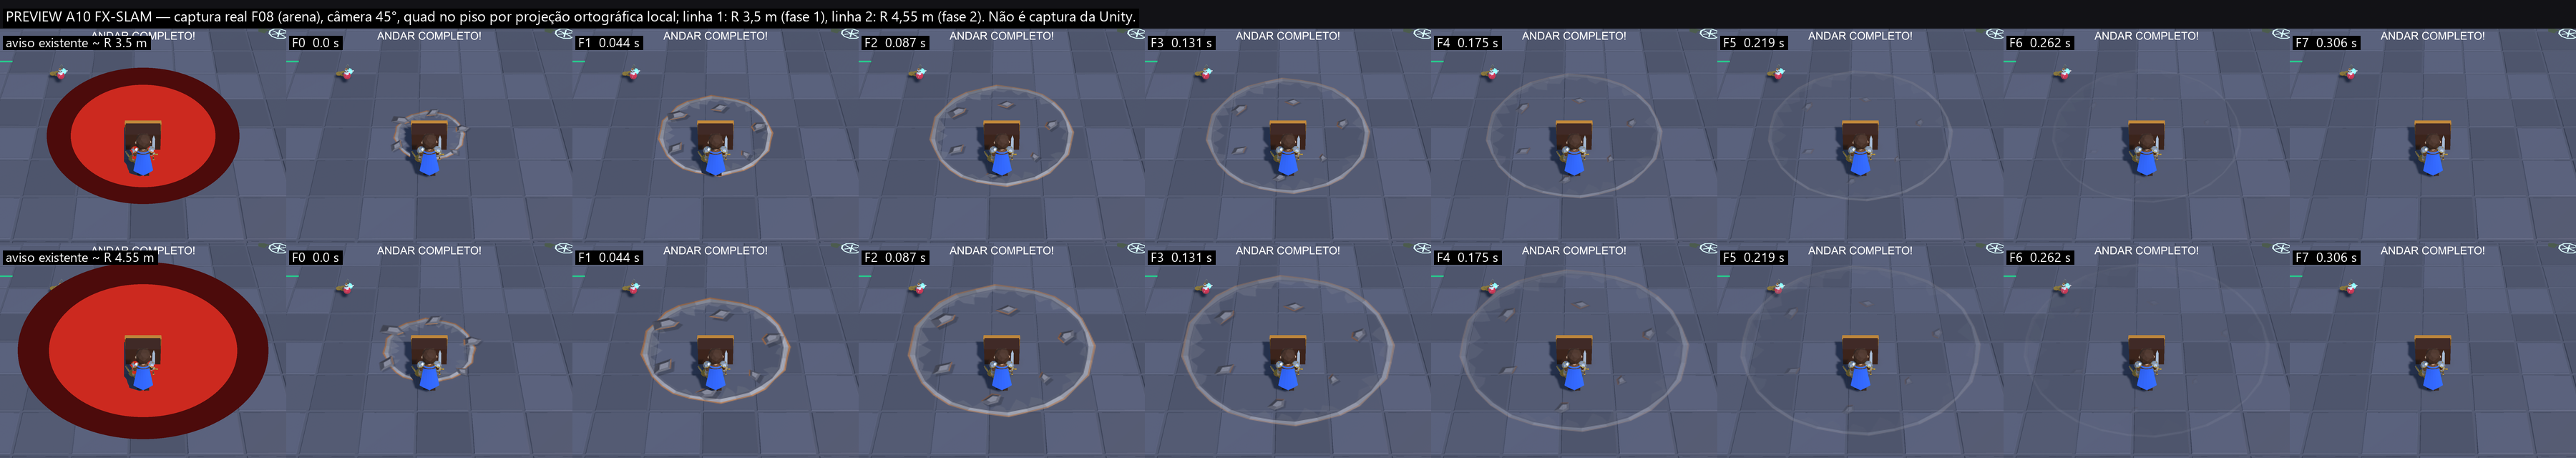 PREVIEW A10 FX-SLAM — captura real F08 (arena), câmera 45°, quad no piso por projeção ortográfica local; linha 1: R 3,5 m (fase 1), linha 2: R 4,55 m (fase 2). Não é captura da Unity.
ANDAR COMPLETO! ANDAR COMPLETO! ANDAR COMPLETO! ANDAR COMPLETO! ANDAR COMPLETO! ANDAR COMPLETO! ANDAR COMPLETO! ANDAR COMPLETO! ANDAR COMPLETO!
aviso existente ~ R 3.5 m F0 0.0 s F1 0.044 s F2 0.087 s F3 0.131 s F4 0.175 s F5 0.219 s F6 0.262 s F7 0.306 s
ANDAR COMPLETO! ANDAR COMPLETO! ANDAR COMPLETO! ANDAR COMPLETO! ANDAR COMPLETO! ANDAR COMPLETO! ANDAR COMPLETO! ANDAR COMPLETO! ANDAR COMPLETO!
aviso existente ~ R 4.55 m F0 0.0 s F1 0.044 s F2 0.087 s F3 0.131 s F4 0.175 s F5 0.219 s F6 0.262 s F7 0.306 s